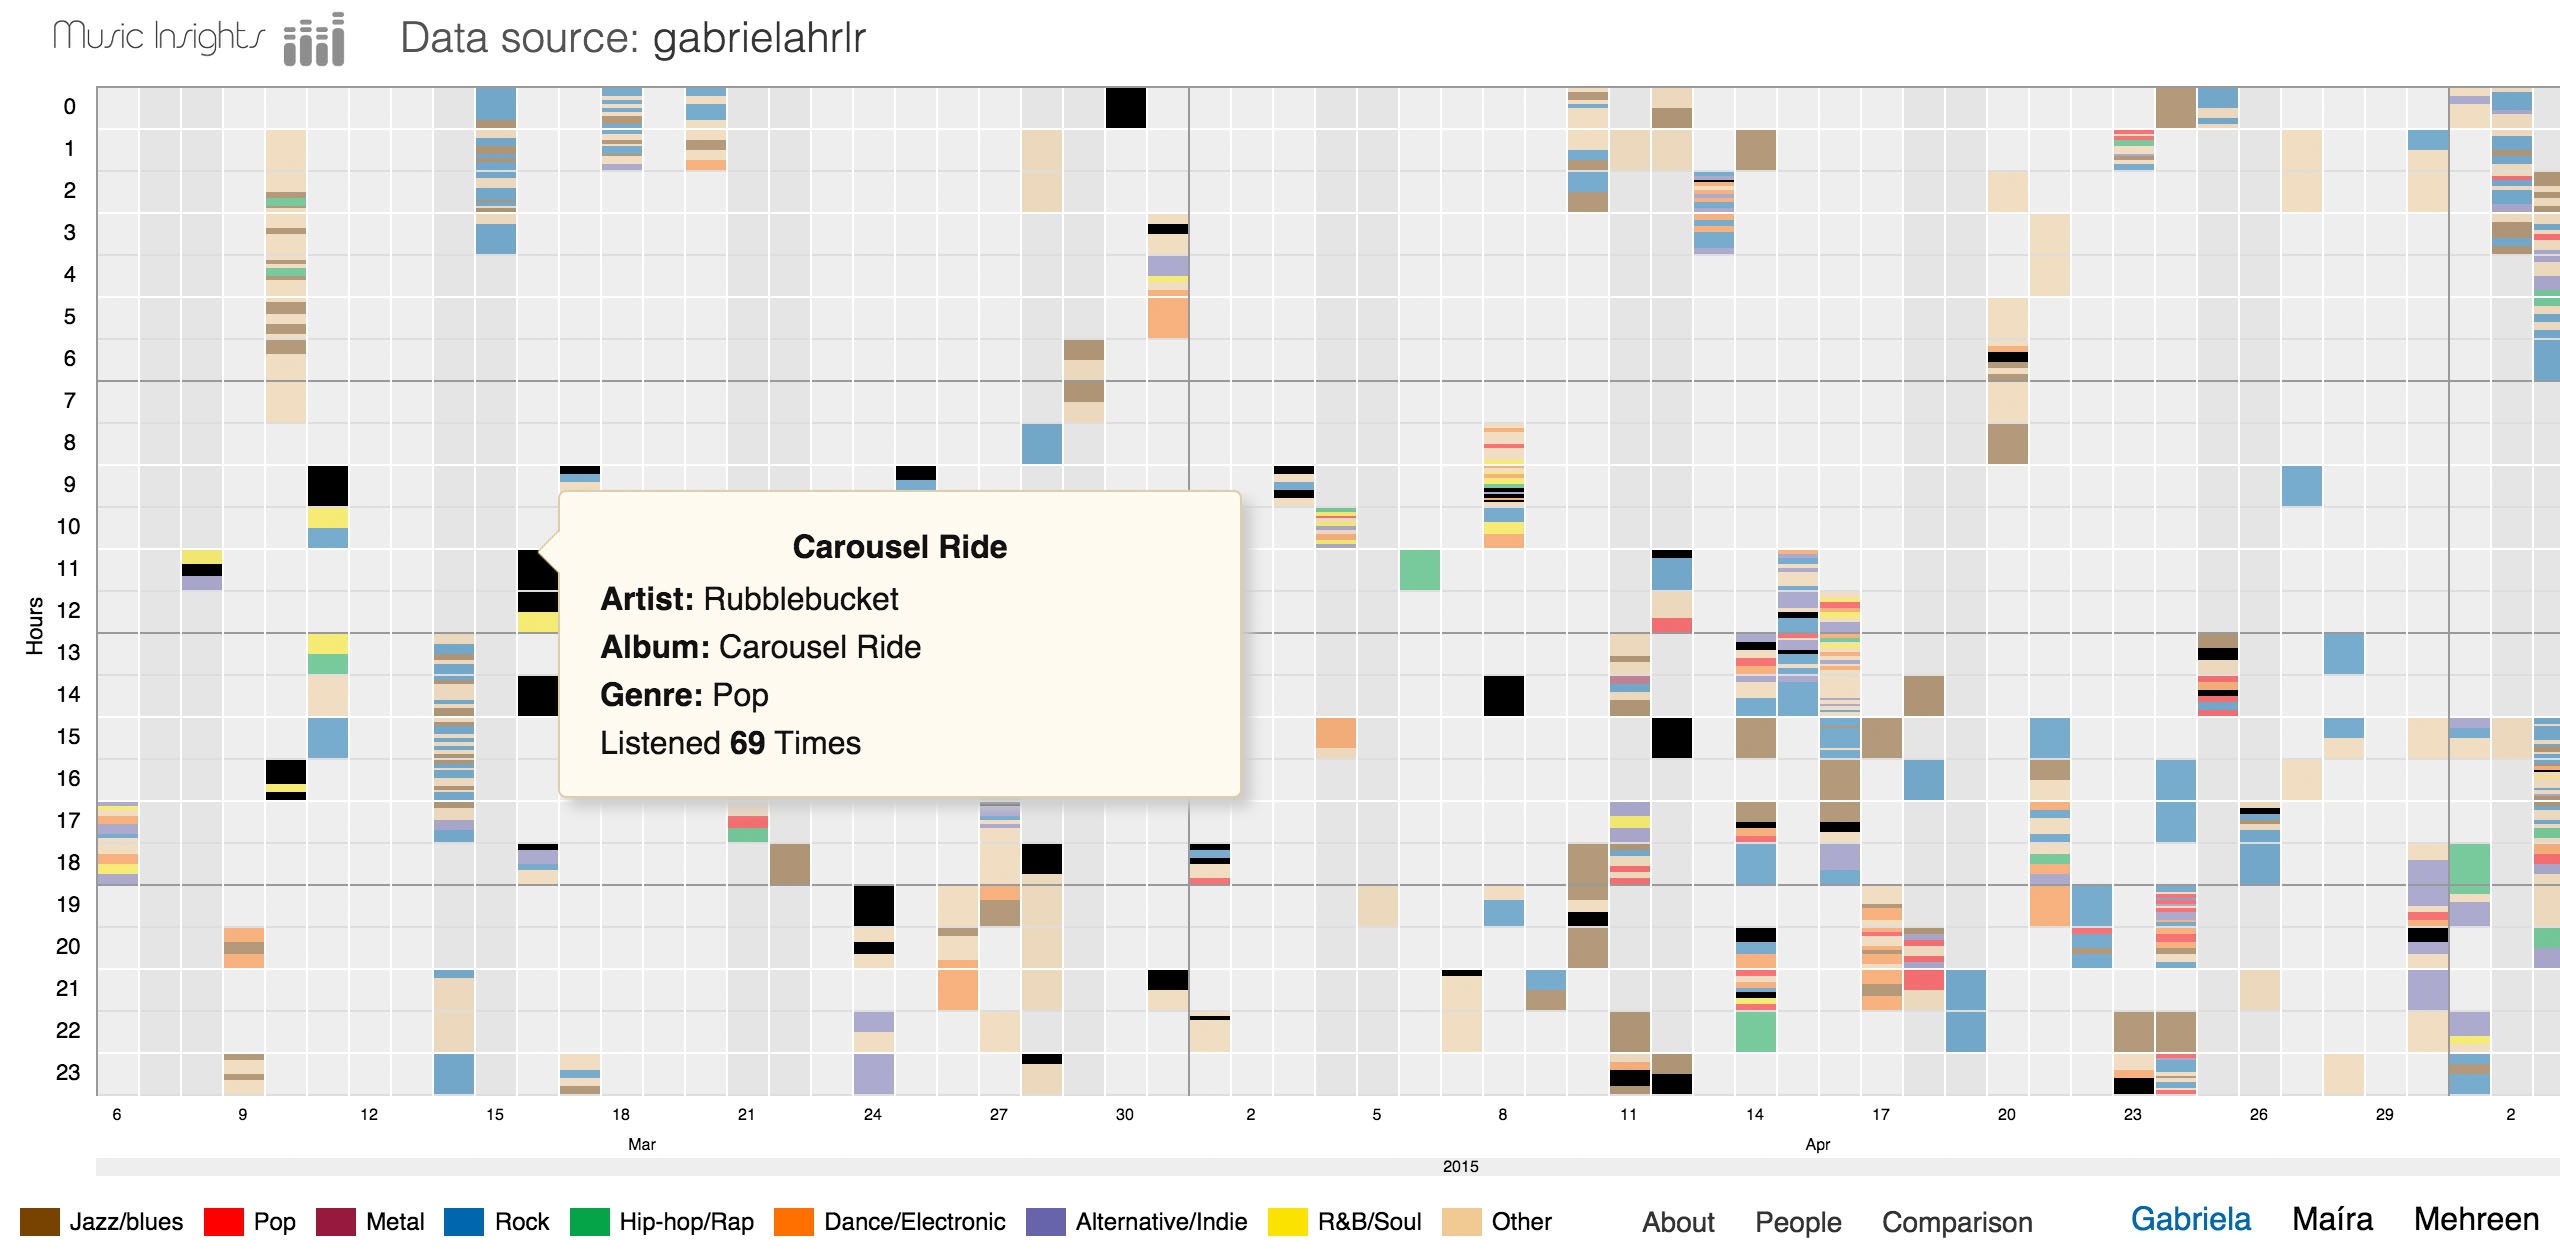 Music Insights
Data source: gabrielahrlr
Hours
0
1
2
3
4
5
6
7
8
9
10
11
12
13
14
15
16
17
18
19
20
21
22
23
Carousel Ride
Artist: Rubblebucket
Album: Carousel Ride
Genre: Pop
Listened 69 Times
6 9 12 15 18 21 24 27 30 2 5 8 11 14 17 20 23 26 29 2
Mar Apr
2015
Jazz/blues Pop Metal Rock Hip-hop/Rap Dance/Electronic Alternative/Indie R&B/Soul Other About People Comparison Gabriela Maíra Mehreen